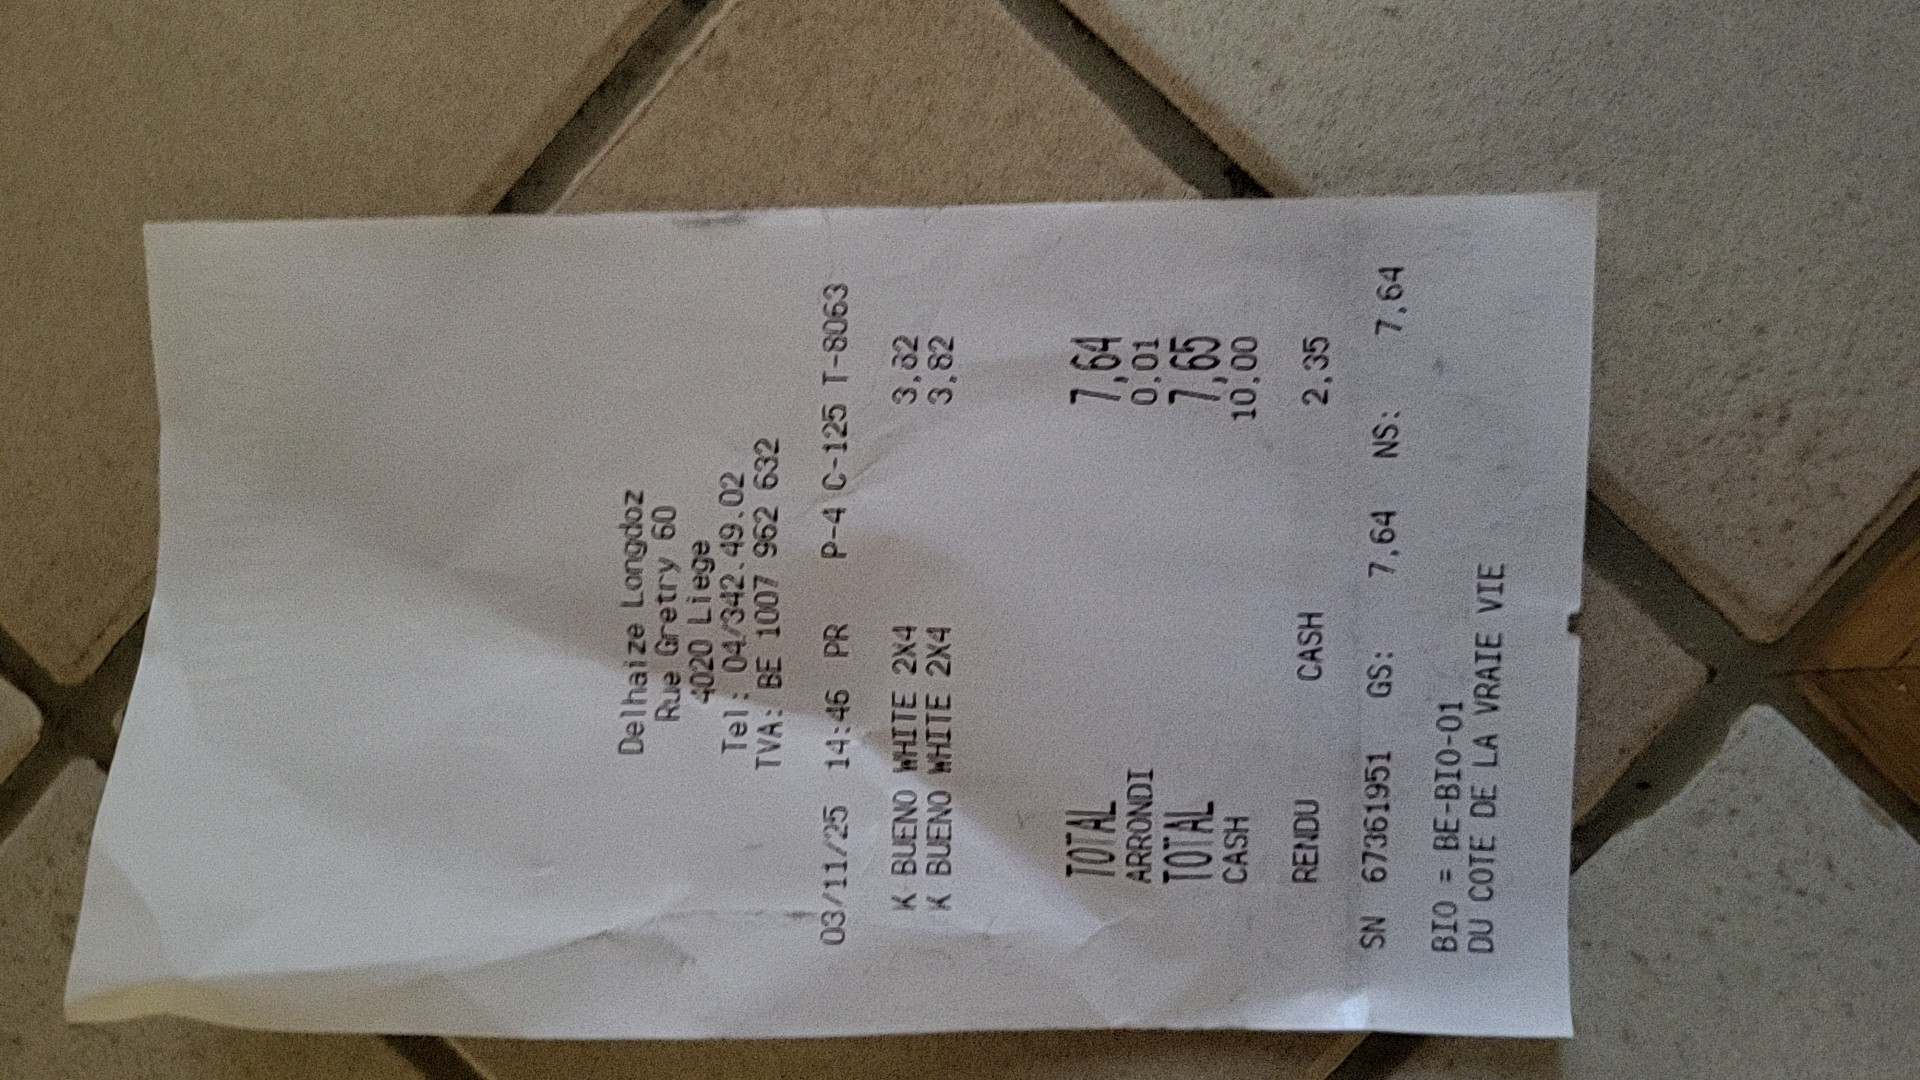 Delhaize Longdoz
Rue Gretry 60
4020 Liege
Tel : 04/342.49.02
TVA: BE 1007 962 632
03/11/25 14:46 PR P-4 C-125 T-8063
K BUENO WHITE 2X4 3,82
K BUENO WHITE 2X4 3,82
TOTAL 7,64
ARRONDI 0,01
TOTAL 7,65
CASH 10,00
RENDU CASH 2,35
SN 67361951 GS: 7,64 NS: 7,64
BIO = BE-BIO-01
DU COTE DE LA VRAIE VIE